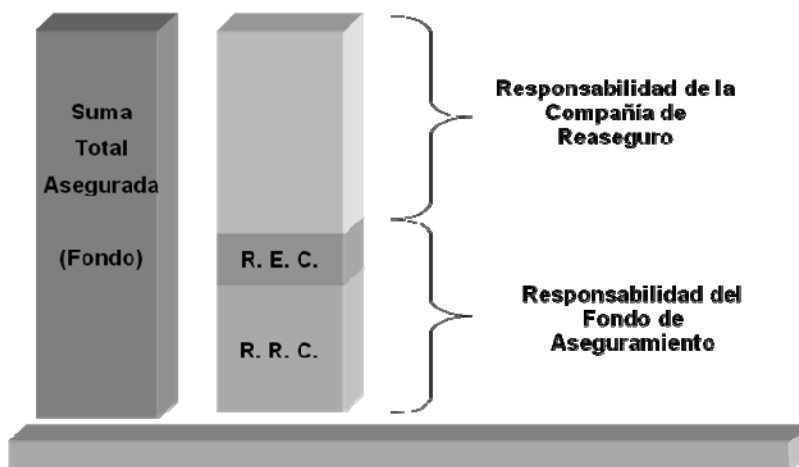 Suma
Total
Asegurada
(Fondo)
R. E. C.
R. R. C.
Responsabilidad de la
Compañía de
Reaseguro
Responsabilidad del
Fondo de
Aseguramiento